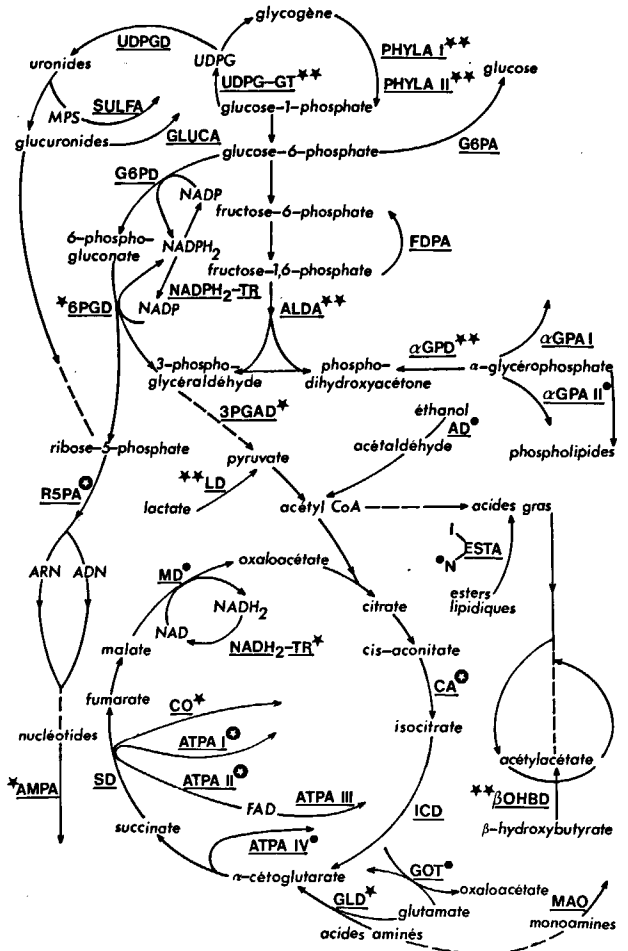 glycogène
UDPGD
PHYLA I★★
uronides
UDPG
glucose
UDPG-GT★★
PHYLA II★★
SULFA
MPS
glucose-1-phosphate
glucuronides
GLUCA
glucose-6-phosphate
G6PA
G6PD
NADP
fructose-6-phosphate
6-phospho-
gluconate
NADPH2
FDPA
fructose-1,6-phosphate
NADPH2-TR
★6PGD
NADP
ALDA★★
αGPA I
3-phospho-
glycéraldéhyde
phospho-
dihydroxyacétone
αGPD★★
α-glycérophosphate
αGPA II●
3PGAD★
éthanol
AD●
acétaldéhyde
ribose-5-phosphate
pyruvate
phospholipides
★★LD
R5PA✪
lactate
acétyl CoA
acides gras
I
ESTA
●N
ARN
ADN
MD●
oxaloacétate
NADH2
citrate
esters
lipidiques
NAD
malate
NADH2-TR★
cis-aconitate
CA✪
fumarate
CO★
isocitrate
nucléotides
ATPA I✪
acétylacétate
★AMPA
SD
ATPA II✪
FAD
ATPA III
★★βOHBD
ICD
succinate
β-hydroxybutyrate
ATPA IV●
α-cétoglutarate
GOT●
oxaloacétate
MAO
GLD★
glutamate
monoamines
acides aminés